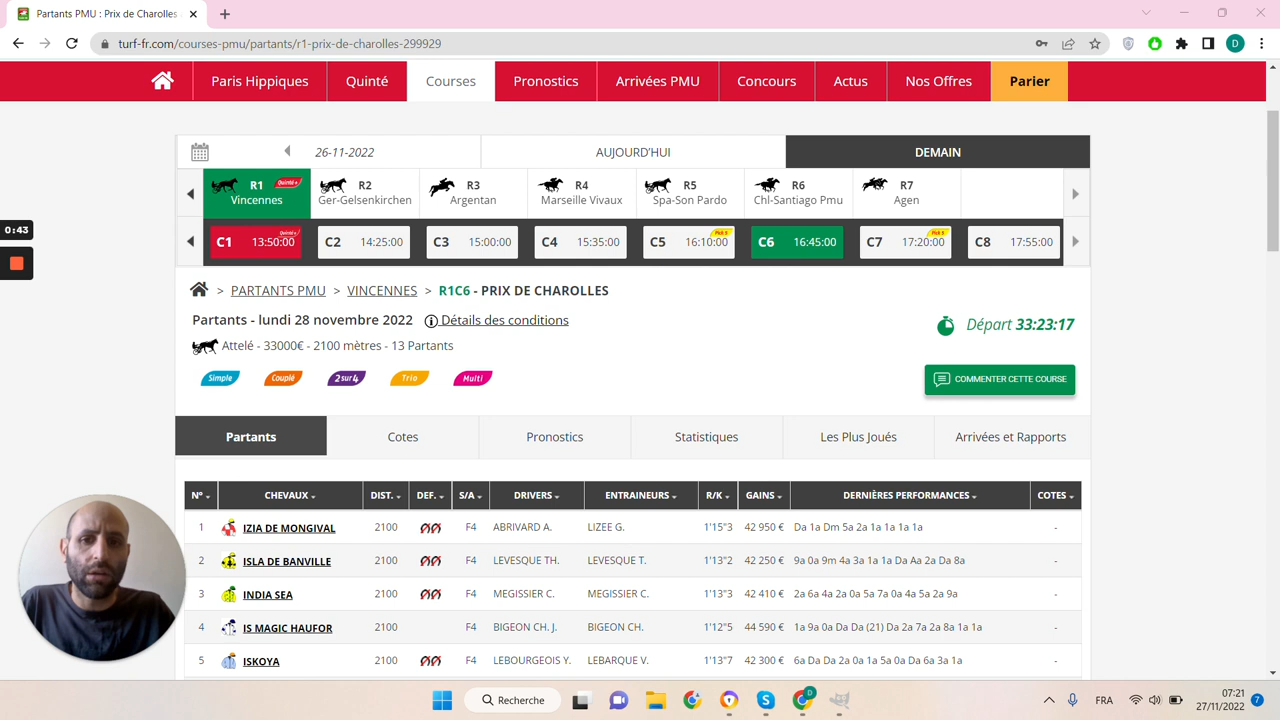 Partants PMU : Prix de Charolles
turf-fr.com/courses-pmu/partants/r1-prix-de-charolles-299929
D
Paris Hippiques Quinté Courses Pronostics Arrivées PMU Concours Actus Nos Offres Parier
26-11-2022 AUJOURD'HUI DEMAIN
R1 Quinté+ R2 R3 R4 R5 R6 R7
Vincennes Ger-Gelsenkirchen Argentan Marseille Vivaux Spa-Son Pardo Chl-Santiago Pmu Agen
0:43
C1 13:50:00 Quinté+ C2 14:25:00 C3 15:00:00 C4 15:35:00 C5 16:10:00 Pick 5 C6 16:45:00 C7 17:20:00 Pick 5 C8 17:55:00
> PARTANTS PMU > VINCENNES > R1C6 - PRIX DE CHAROLLES
Partants - lundi 28 novembre 2022 Détails des conditions
Départ 33:23:17
Attelé - 33000€ - 2100 mètres - 13 Partants
Simple Couplé 2sur4 Trio Multi
COMMENTER CETTE COURSE
Partants Cotes Pronostics Statistiques Les Plus Joués Arrivées et Rapports
N° CHEVAUX DIST. DEF. S/A DRIVERS ENTRAINEURS R/K GAINS DERNIÈRES PERFORMANCES COTES
1 IZIA DE MONGIVAL 2100 F4 ABRIVARD A. LIZEE G. 1'15"3 42 950 € Da 1a Dm 5a 2a 1a 1a 1a 1a -
2 ISLA DE BANVILLE 2100 F4 LEVESQUE TH. LEVESQUE T. 1'13"2 42 250 € 9a 0a 9m 4a 3a 1a 1a Da Aa 2a Da 8a -
3 INDIA SEA 2100 F4 MEGISSIER C. MEGISSIER C. 1'13"3 42 410 € 2a 6a 4a 2a 0a 5a 7a 0a 4a 5a 2a 9a -
4 IS MAGIC HAUFOR 2100 F4 BIGEON CH. J. BIGEON CH. 1'12"5 44 590 € 1a 9a 0a Da Da (21) Da 2a 7a 2a 8a 1a 1a -
5 ISKOYA 2100 F4 LEBOURGEOIS Y. LEBARQUE V. 1'13"7 42 300 € 6a Da Da 2a 0a 1a 5a 0a Da 6a 3a 1a -
Recherche
D
FRA
07:21
27/11/2022
7